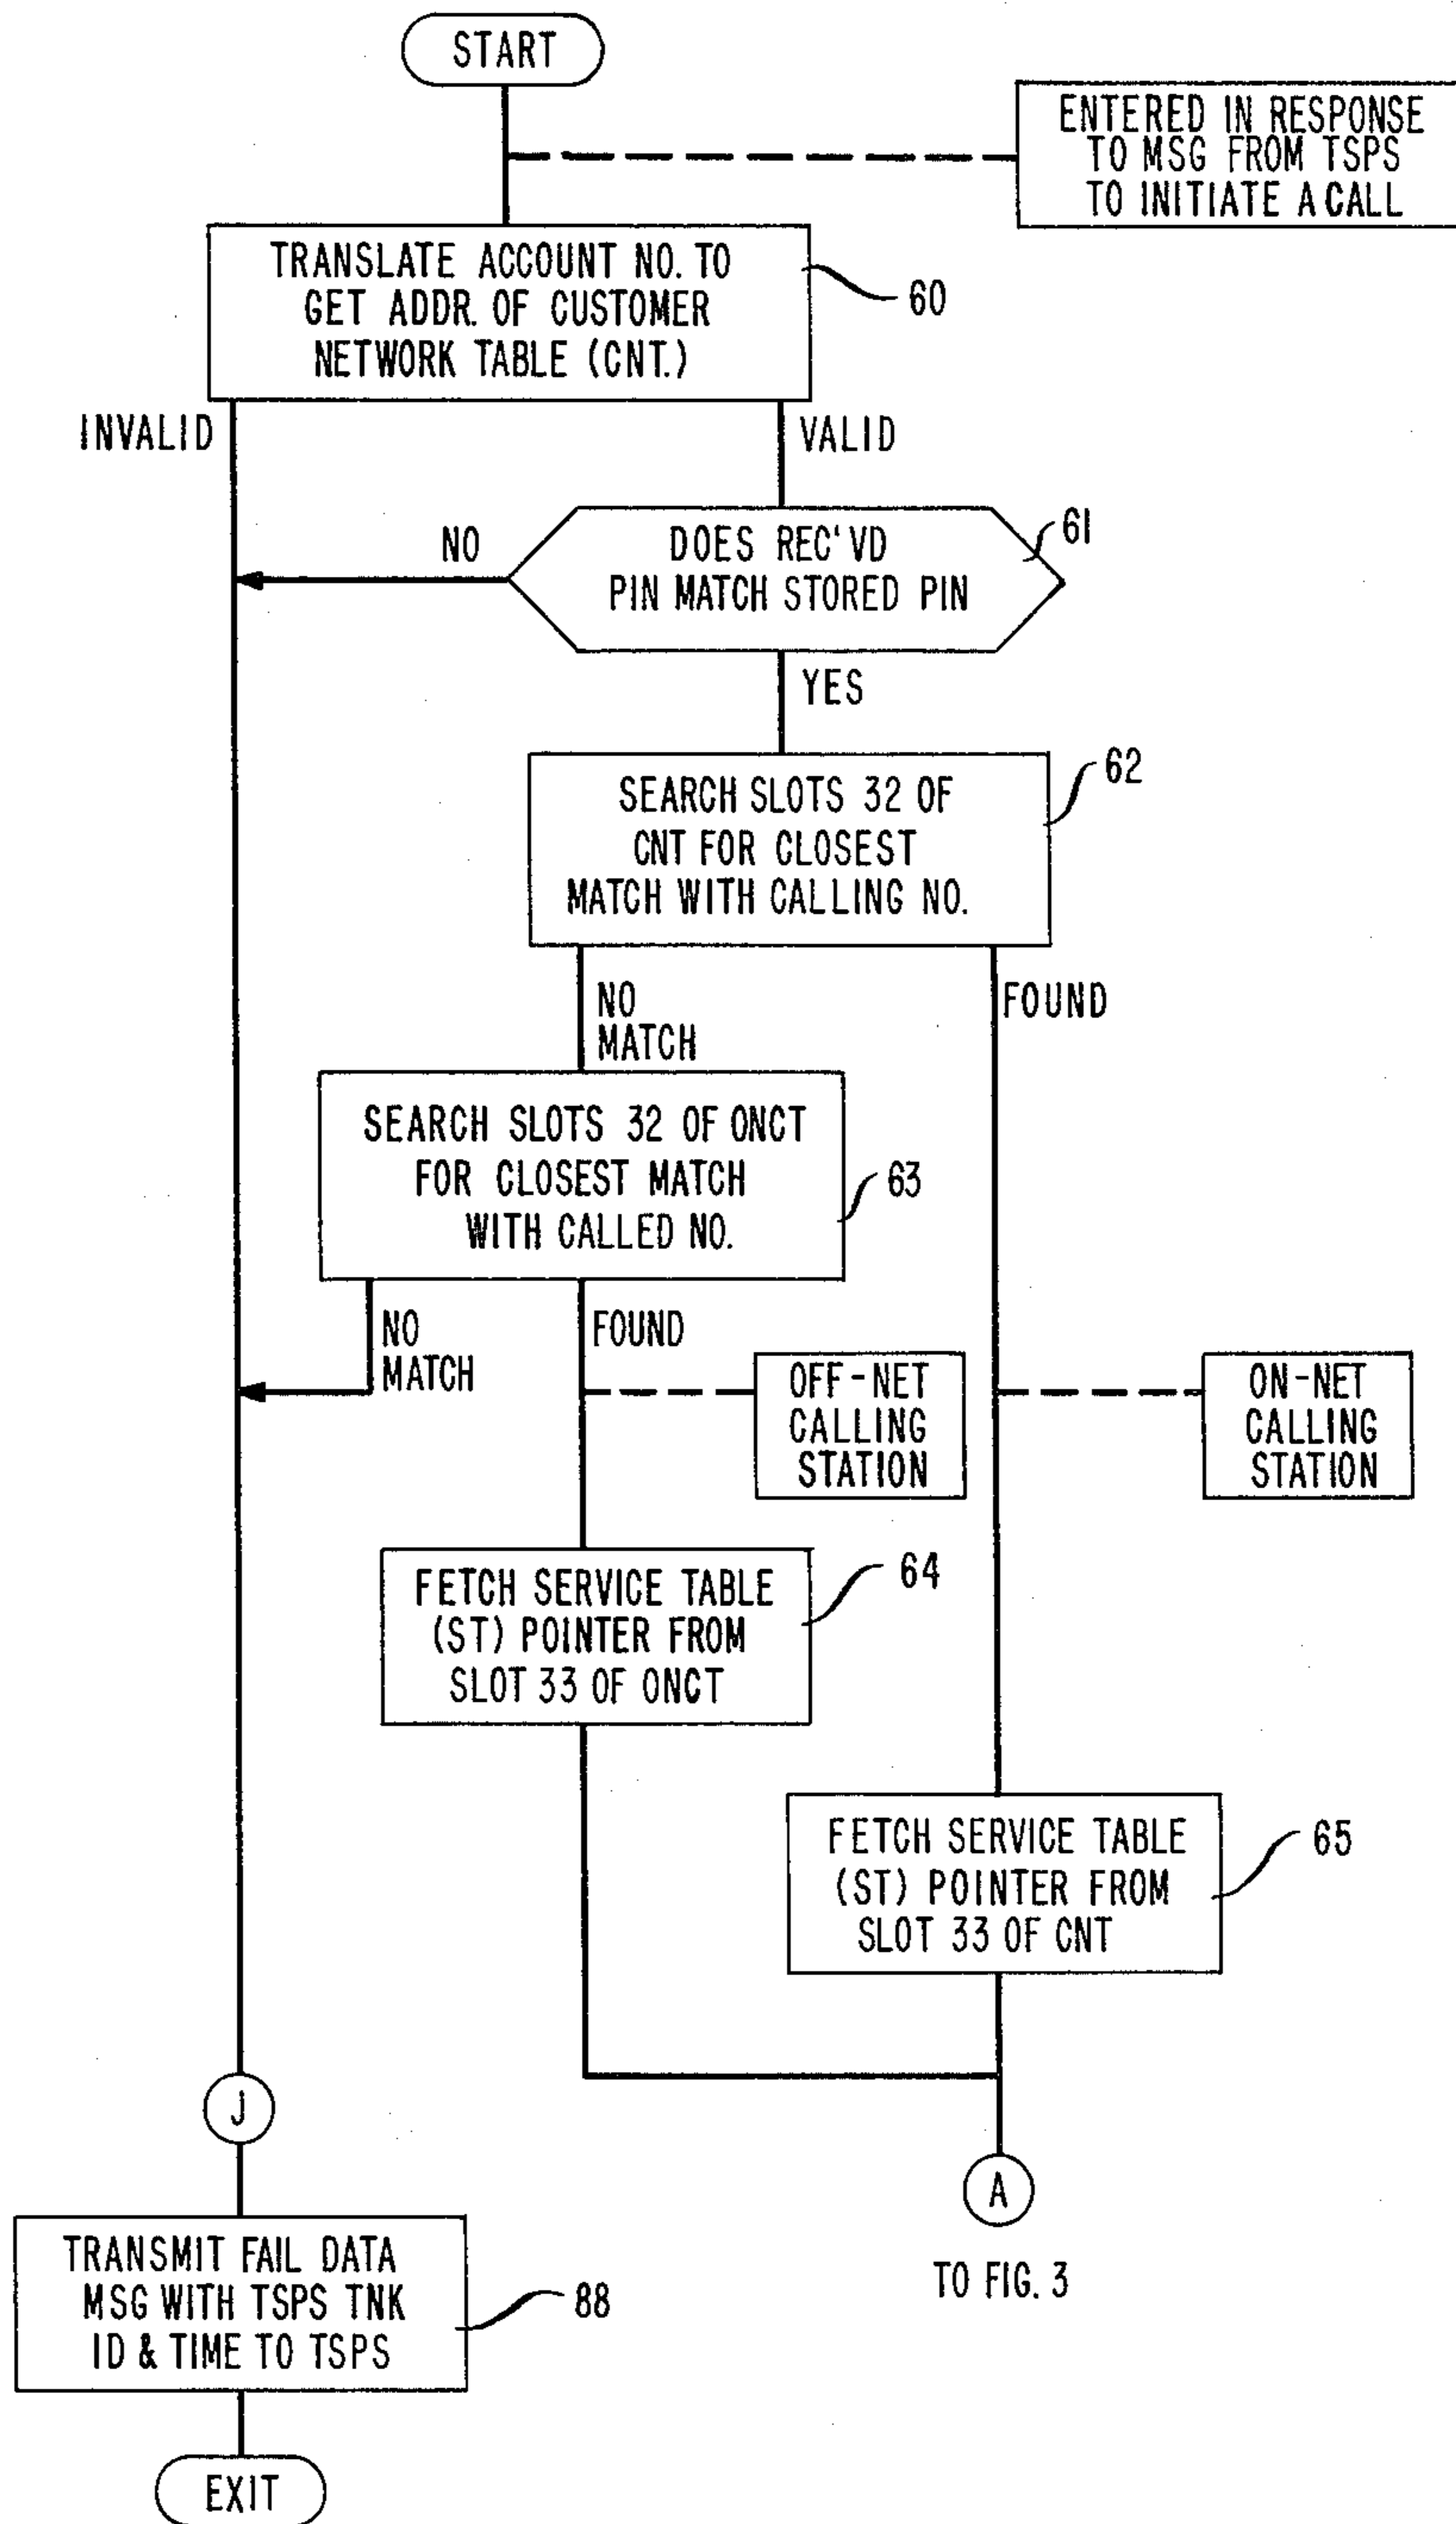 START
ENTERED IN RESPONSE
TO MSG FROM TSPS
TO INITIATE A CALL
TRANSLATE ACCOUNT NO. TO
GET ADDR. OF CUSTOMER
NETWORK TABLE (CNT.)
60
INVALID
VALID
NO
DOES REC'VD
PIN MATCH STORED PIN
61
YES
SEARCH SLOTS 32 OF
CNT FOR CLOSEST
MATCH WITH CALLING NO.
62
NO
MATCH
FOUND
SEARCH SLOTS 32 OF ONCT
FOR CLOSEST MATCH
WITH CALLED NO.
63
NO
MATCH
FOUND
OFF-NET
CALLING
STATION
ON-NET
CALLING
STATION
FETCH SERVICE TABLE
(ST) POINTER FROM
SLOT 33 OF ONCT
64
FETCH SERVICE TABLE
(ST) POINTER FROM
SLOT 33 OF CNT
65
J
A
TO FIG. 3
TRANSMIT FAIL DATA
MSG WITH TSPS TNK
ID & TIME TO TSPS
88
EXIT